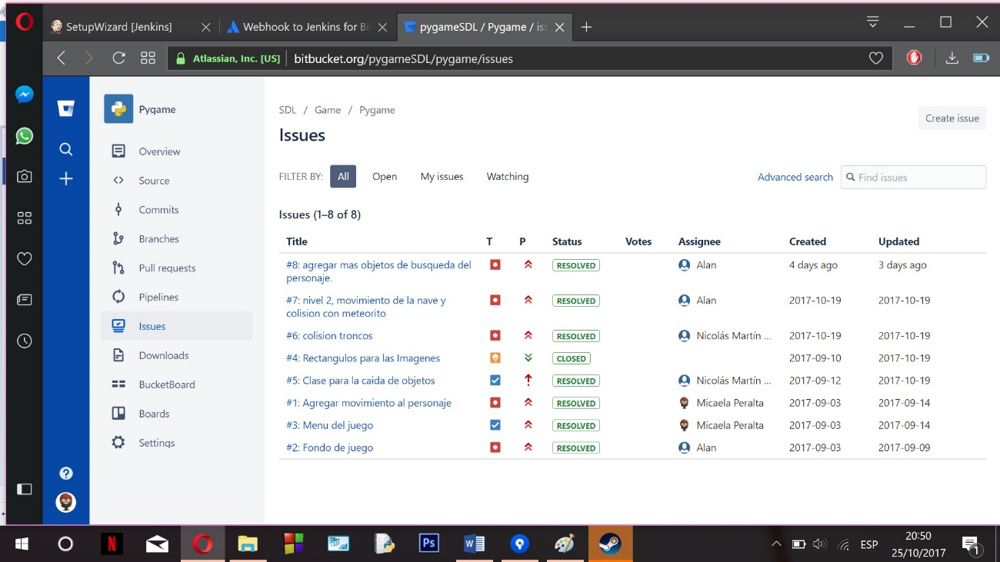 SetupWizard [Jenkins]
Webhook to Jenkins for Bi
pygameSDL / Pygame / iss
Atlassian, Inc. [US]
bitbucket.org/pygameSDL/pygame/issues
Pygame
Overview
Source
Commits
Branches
Pull requests
Pipelines
Issues
Downloads
BucketBoard
Boards
Settings
SDL / Game / Pygame
Create issue
Issues
FILTER BY: All Open My issues Watching
Advanced search
Find issues
Issues (1–8 of 8)
Title T P Status Votes Assignee Created Updated
#8: agregar mas objetos de busqueda del RESOLVED Alan 4 days ago 3 days ago
personaje.
#7: nivel 2, movimiento de la nave y RESOLVED Alan 2017-10-19 2017-10-19
colision con meteorito
#6: colision troncos RESOLVED Nicolás Martín ... 2017-10-19 2017-10-19
#4: Rectangulos para las Imagenes CLOSED 2017-09-10 2017-10-19
#5: Clase para la caida de objetos RESOLVED Nicolás Martín ... 2017-09-12 2017-10-19
#1: Agregar movimiento al personaje RESOLVED Micaela Peralta 2017-09-03 2017-09-14
#3: Menu del juego RESOLVED Micaela Peralta 2017-09-03 2017-09-14
#2: Fondo de juego RESOLVED Alan 2017-09-03 2017-09-09
N
Ps
W
ESP
20:50
25/10/2017
1